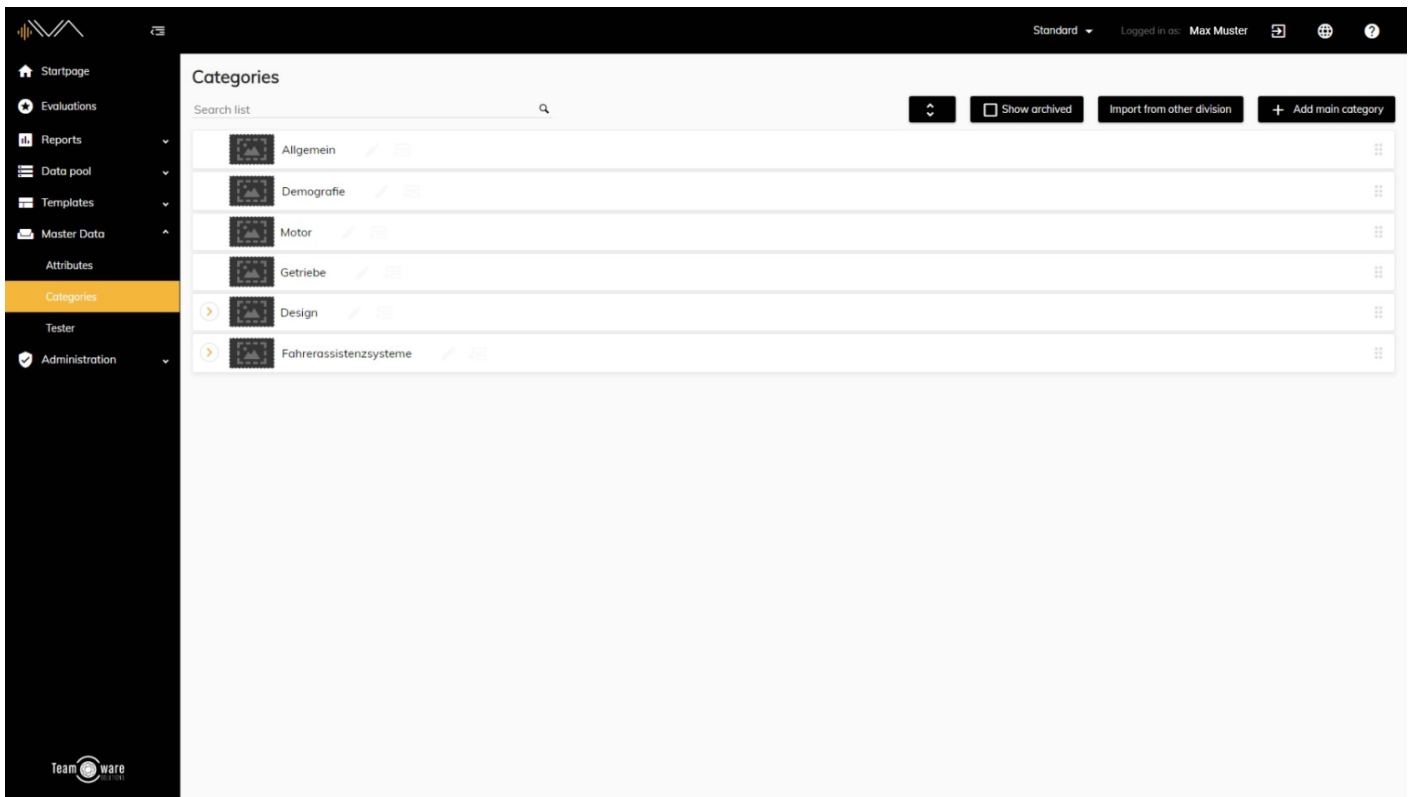 Standard Logged in as: Max Muster
Startpage
Evaluations
Reports
Data pool
Templates
Master Data
Attributes
Categories
Tester
Administration
Team ware
SOLUTIONS
Categories
Search list
Show archived Import from other division + Add main category
Allgemein
Demografie
Motor
Getriebe
Design
Fahrerassistenzsysteme